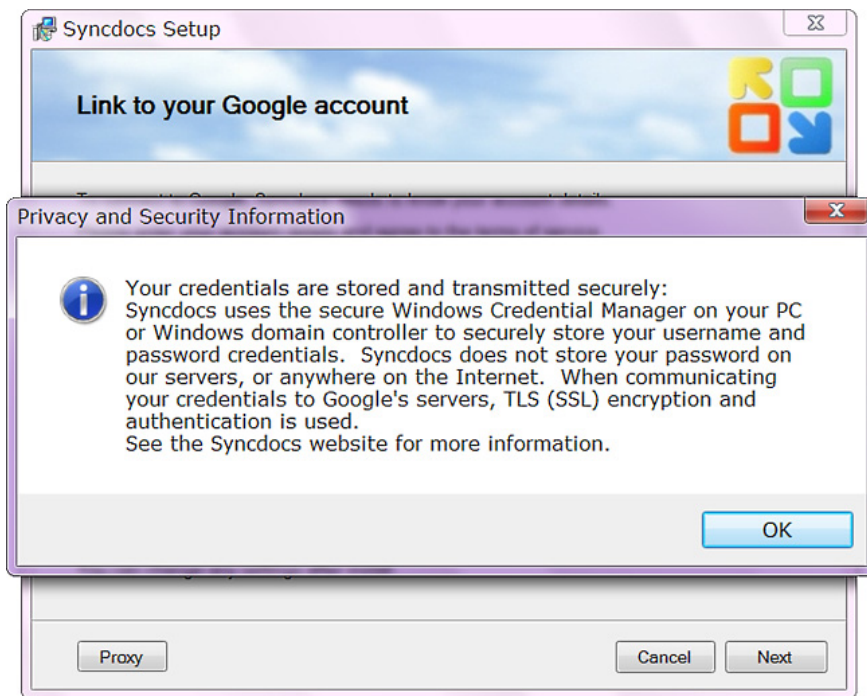 Syncdocs Setup
Link to your Google account
Privacy and Security Information
Your credentials are stored and transmitted securely:
Syncdocs uses the secure Windows Credential Manager on your PC
or Windows domain controller to securely store your username and
password credentials.  Syncdocs does not store your password on
our servers, or anywhere on the Internet.  When communicating
your credentials to Google's servers, TLS (SSL) encryption and
authentication is used.
See the Syncdocs website for more information.
OK
Proxy
Cancel
Next